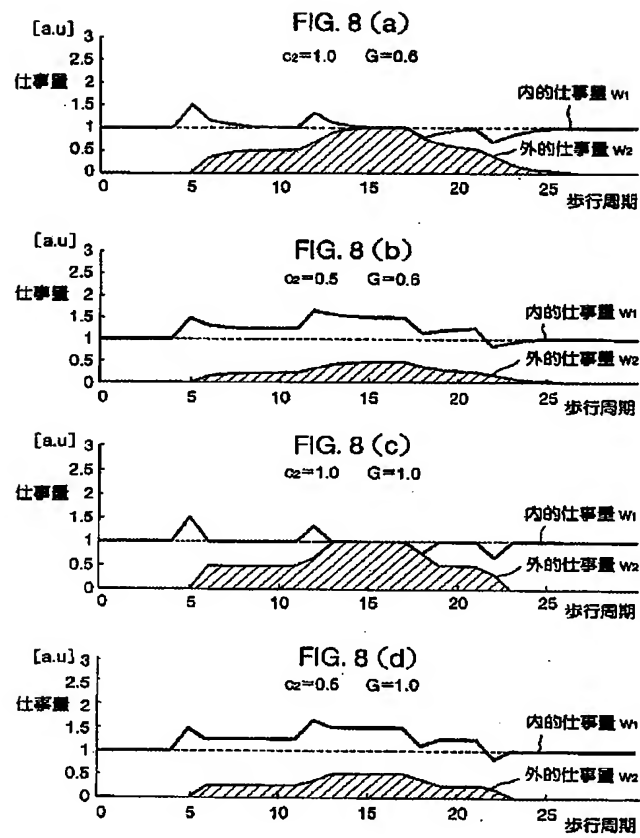 FIG. 8 (a)
c2=1.0 G=0.6
[a.u]
仕事量
3
2.5
2
1.5
1
0.5
0
内的仕事量 w1
外的仕事量 w2
0 5 10 15 20 25
歩行周期
FIG. 8 (b)
c2=0.5 G=0.6
[a.u]
仕事量
3
2.5
2
1.5
1
0.5
0
内的仕事量 w1
外的仕事量 w2
0 5 10 15 20 25
歩行周期
FIG. 8 (c)
c2=1.0 G=1.0
[a.u]
仕事量
3
2.5
2
1.5
1
0.5
0
内的仕事量 w1
外的仕事量 w2
0 5 10 15 20 25
歩行周期
FIG. 8 (d)
c2=0.5 G=1.0
[a.u]
仕事量
3
2.5
2
1.5
1
0.5
0
内的仕事量 w1
外的仕事量 w2
0 5 10 15 20 25
歩行周期